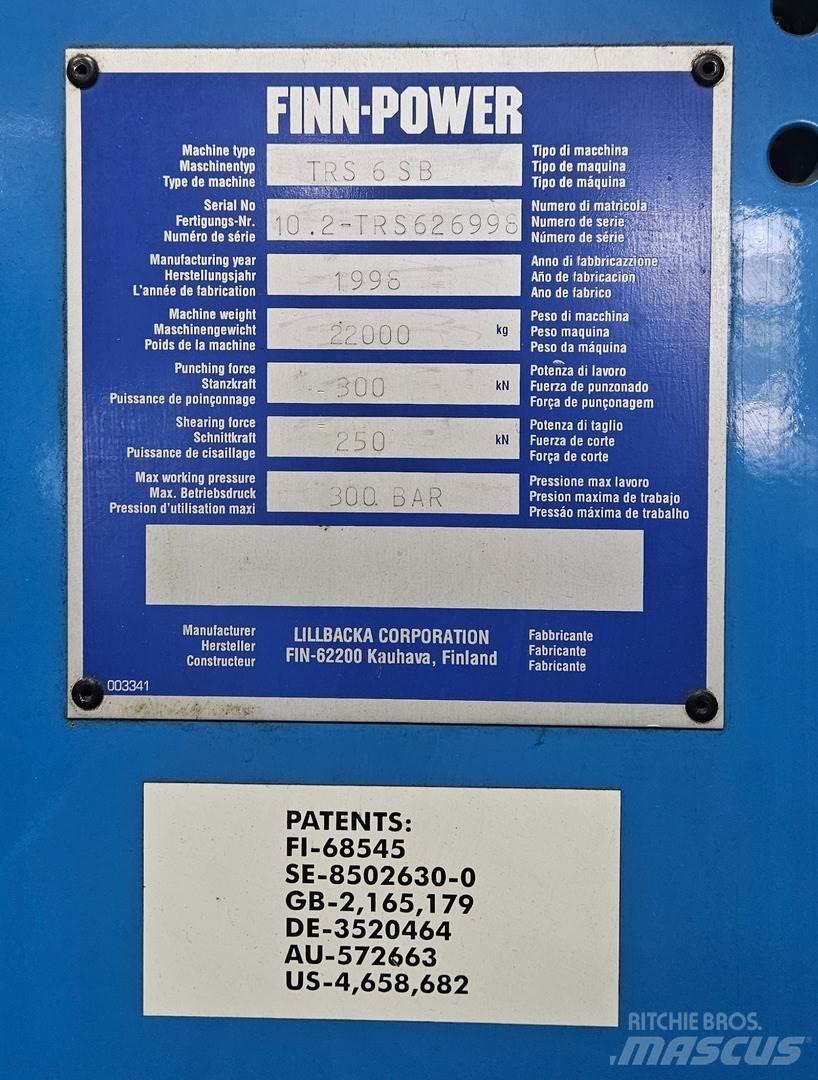 FINN-POWER
Machine type
Maschinentyp
Type de machine
TRS 6 SB
Tipo di macchina
Tipo de maquina
Tipo de máquina
Serial No
Fertigungs-Nr.
Numéro de série
10.2-TRS626998
Numero di matricola
Numero de serie
Número de série
Manufacturing year
Herstellungsjahr
L'année de fabrication
1998
Anno di fabbricazzione
Año de fabricacion
Ano de fabrico
Machine weight
Maschinengewicht
Poids de la machine
22000 kg
Peso di macchina
Peso maquina
Peso da máquina
Punching force
Stanzkraft
Puissance de poinçonnage
300 kN
Potenza di lavoro
Fuerza de punzonado
Força de punçonagem
Shearing force
Schnittkraft
Puissance de cisaillage
250 kN
Potenza di taglio
Fuerza de corte
Força de corte
Max working pressure
Max. Betriebsdruck
Pression d'utilisation maxi
300 BAR
Pressione max lavoro
Presion maxima de trabajo
Pressáo máxima de trabalho
Manufacturer
Hersteller
Constructeur
LILLBACKA CORPORATION
FIN-62200 Kauhava, Finland
Fabbricante
Fabricante
Fabricante
003341
PATENTS:
FI-68545
SE-8502630-0
GB-2,165,179
DE-3520464
AU-572663
US-4,658,682
RITCHIE BROS.
MASCUS